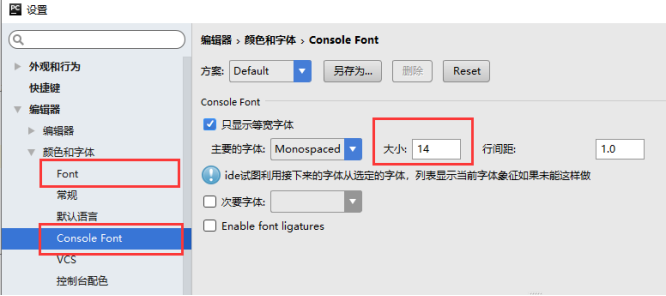 PC 设置
外观和行为
快捷键
编辑器
编辑器
颜色和字体
Font
常规
默认语言
Console Font
VCS
控制台配色
编辑器 › 颜色和字体 › Console Font
方案: Default 另存为... 删除 Reset
Console Font
只显示等宽字体
主要的字体: Monospaced 大小: 14 行间距: 1.0
ide试图利用接下来的字体从选定的字体，列表显示当前字体象征如果未能这样做
次要字体:
Enable font ligatures